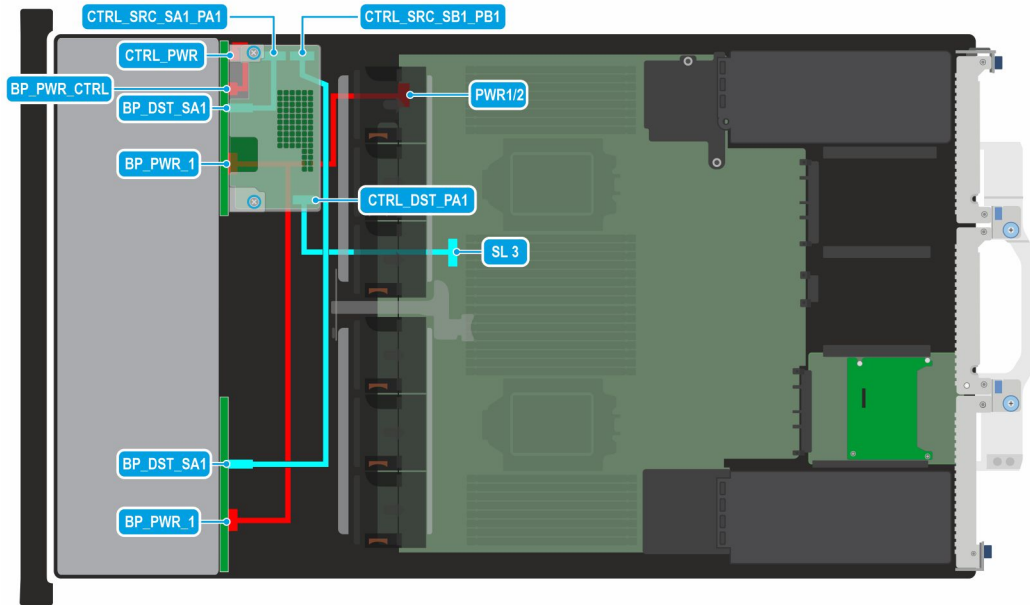 CTRL_SRC_SA1_PA1
CTRL_SRC_SB1_PB1
CTRL_PWR
BP_PWR_CTRL
PWR1/2
BP_DST_SA1
BP_PWR_1
CTRL_DST_PA1
SL 3
BP_DST_SA1
BP_PWR_1